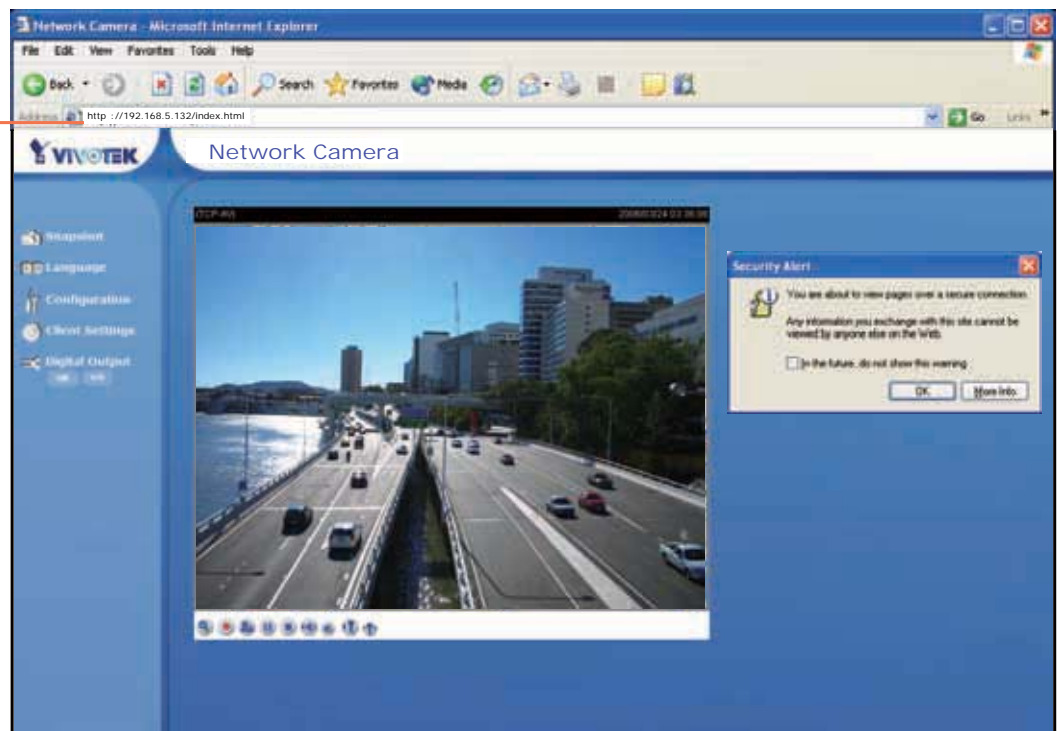 Network Camera - Microsoft Internet Explorer
File Edit View Favorites Tools Help
Back Search Favorites Media
Address http ://192.168.5.132/index.html Go Links
VIVOTEK
Network Camera
(TCP-AV)
Snapshot
Language
Configuration
Client Settings
Digital Output
Security Alert
You are about to view pages over a secure connection.
Any information you exchange with this site cannot be
viewed by anyone else on the Web.
In the future, do not show this warning
OK More Info